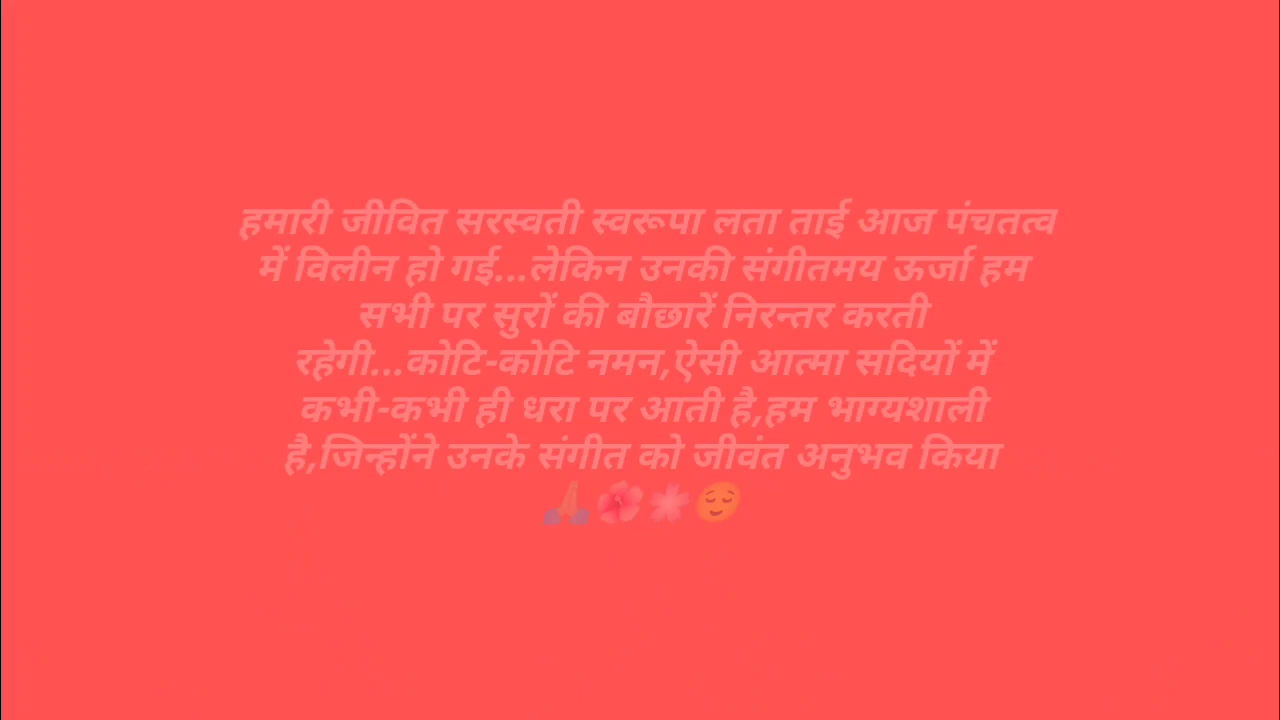 हमारी जीवित सरस्वती स्वरूपा लता ताई आज पंचतत्व
में विलीन हो गई...लेकिन उनकी संगीतमय ऊर्जा हम
सभी पर सुरों की बौछारें निरन्तर करती
रहेगी...कोटि-कोटि नमन,ऐसी आत्मा सदियों में
कभी-कभी ही धरा पर आती है,हम भाग्यशाली
है,जिन्होंने उनके संगीत को जीवंत अनुभव किया
🙏🌺🌸😌